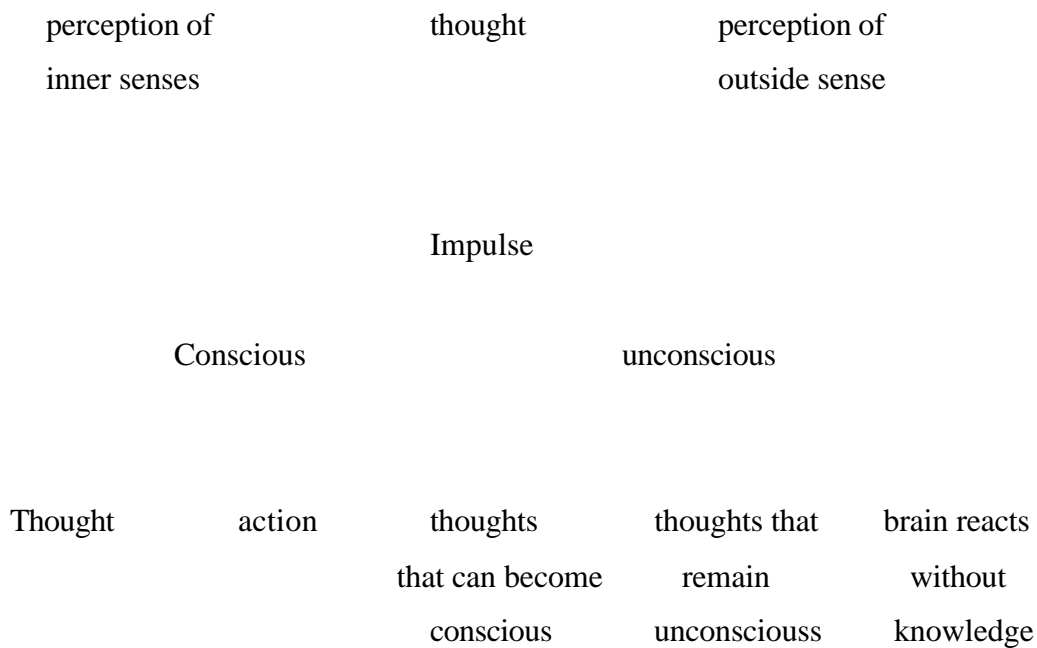 perception of thought perception of
inner senses outside sense
Impulse
Conscious unconscious
Thought action thoughts thoughts that brain reacts
that can become remain without
conscious unconsciouss knowledge